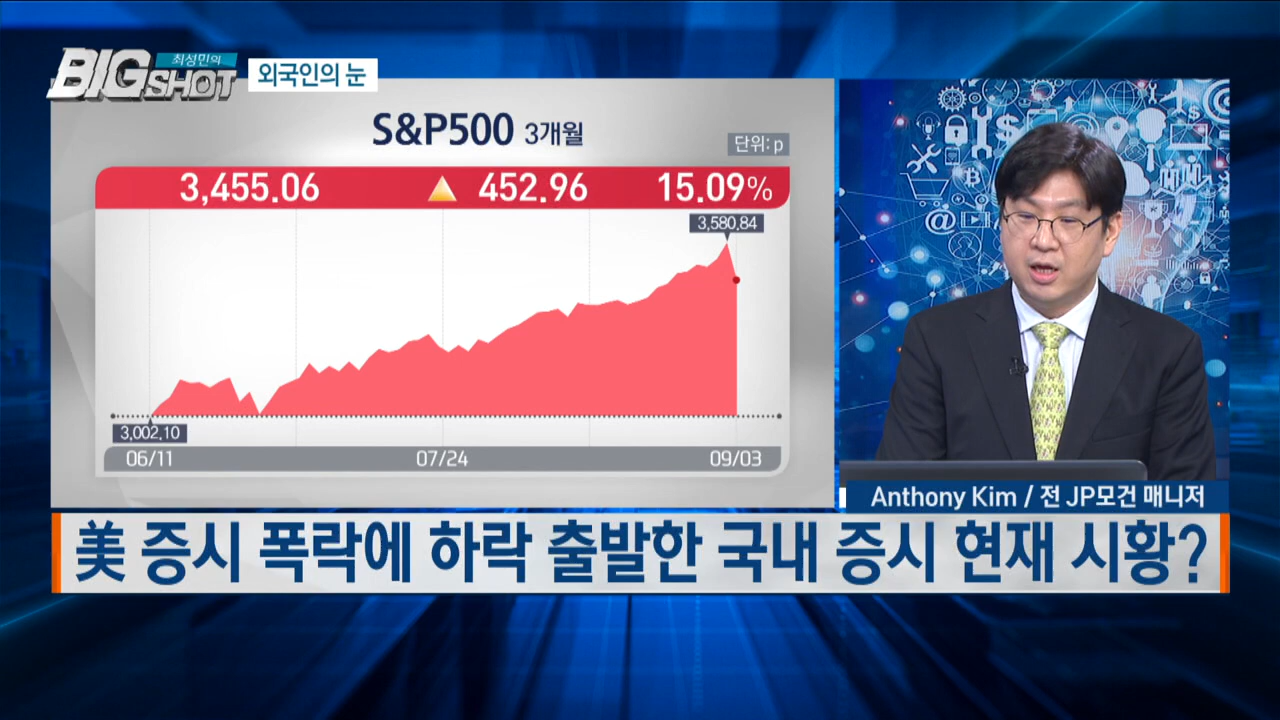 최성민의
BIG SHOT
외국인의 눈
S&P500 3개월
단위:p
3,455.06 ▲ 452.96 15.09%
3,580.84
3,002.10
06/11 07/24 09/03
Anthony Kim / 전 JP모건 매니저
美 증시 폭락에 하락 출발한 국내 증시 현재 시황?